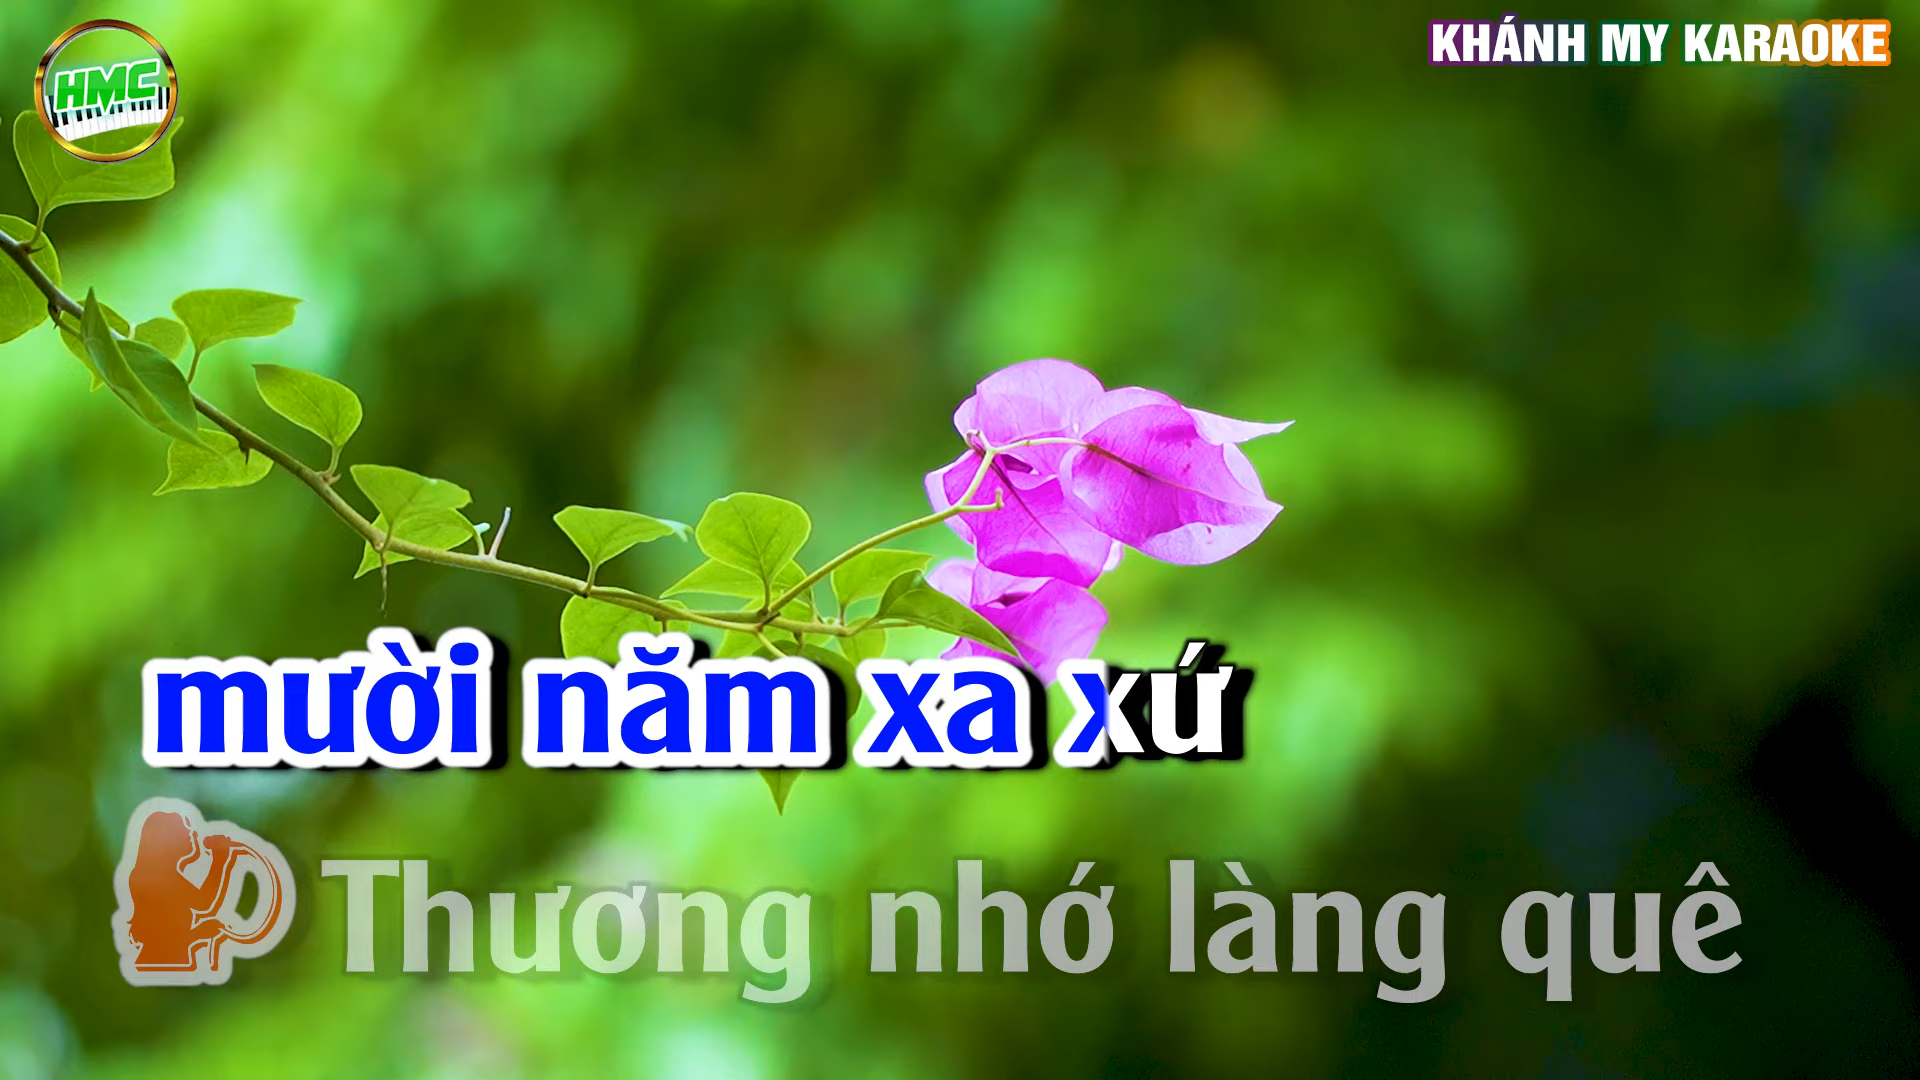 HMC
KHÁNH MY KARAOKE
mười năm xa xứ
Thương nhớ làng quê